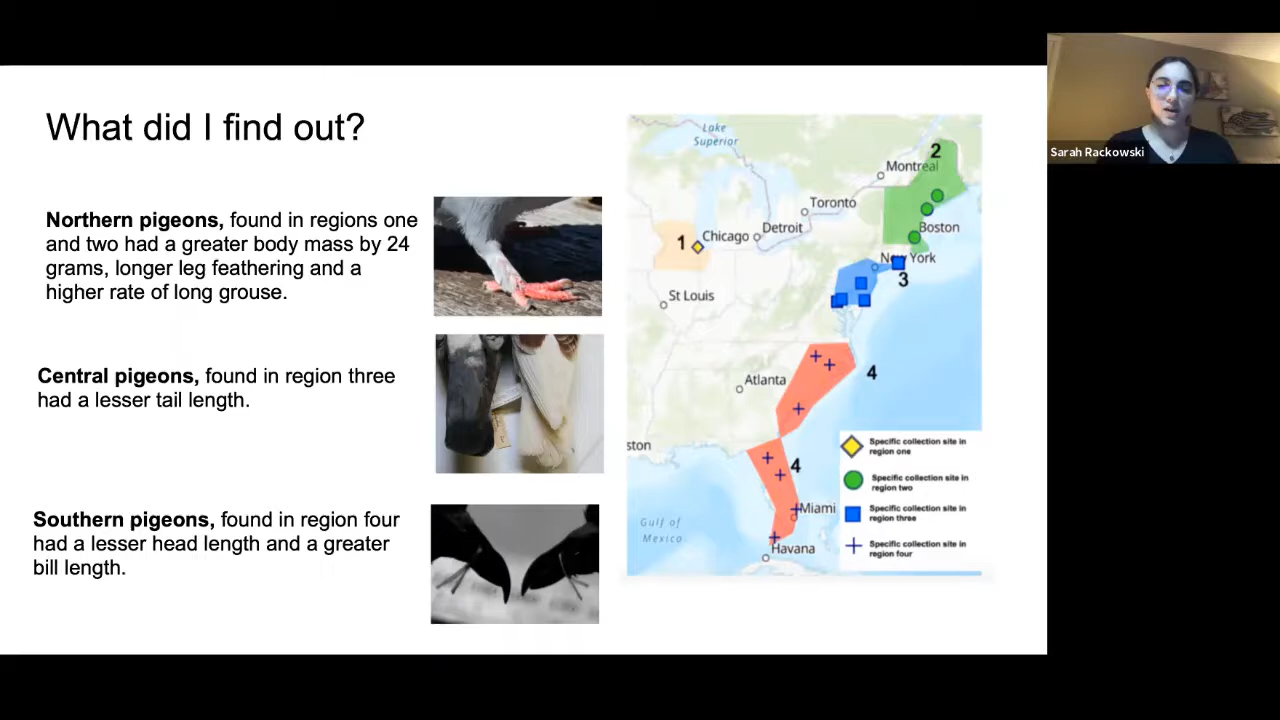 What did I find out?
Northern pigeons, found in regions one
and two had a greater body mass by 24
grams, longer leg feathering and a
higher rate of long grouse.
Central pigeons, found in region three
had a lesser tail length.
Southern pigeons, found in region four
had a lesser head length and a greater
bill length.
Lake
Superior
2
Montreal
Toronto
1
Chicago
Detroit
Boston
New York
3
St Louis
4
Atlanta
ston
4
Miami
Gulf of
Mexico
Havana
Specific collection site in
region one
Specific collection site in
region two
Specific collection site in
region three
Specific collection site in
region four
Sarah Rackowski